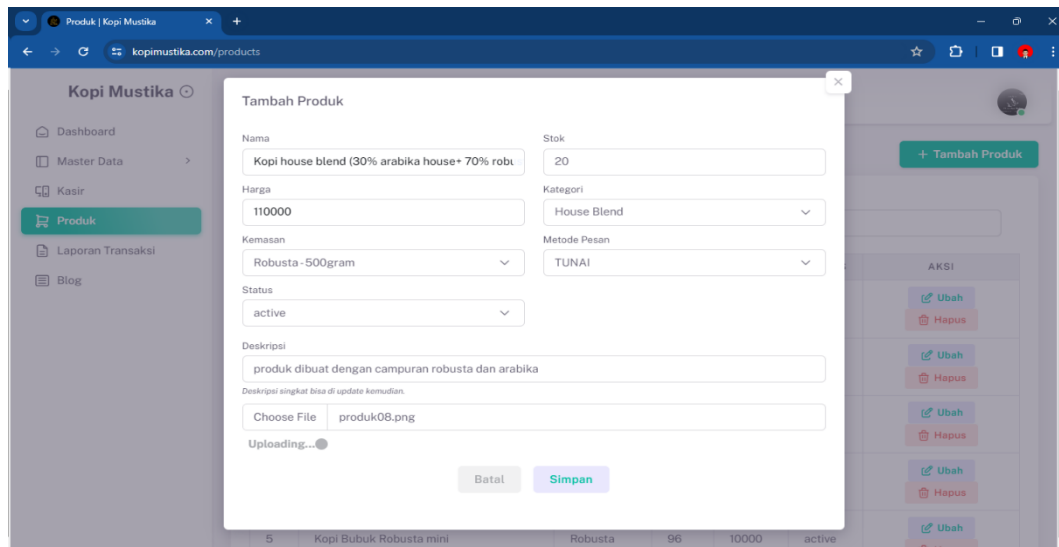 Produk | Kopi Mustika
kopimustika.com/products
Kopi Mustika
Dashboard
Master Data
Kasir
Produk
Laporan Transaksi
Blog
+ Tambah Produk
Tambah Produk
Nama
Stok
Kopi house blend (30% arabika house+ 70% robu
20
Harga
Kategori
110000
House Blend
Kemasan
Metode Pesan
Robusta - 500gram
TUNAI
Status
active
Deskripsi
produk dibuat dengan campuran robusta dan arabika
Deskripsi singkat bisa di update kemudian.
Choose File produk08.png
Uploading...
Batal Simpan
AKSI
Ubah
Hapus
Ubah
Hapus
Ubah
Hapus
Ubah
Hapus
5 Kopi Bubuk Robusta mini Robusta 96 10000 active Ubah